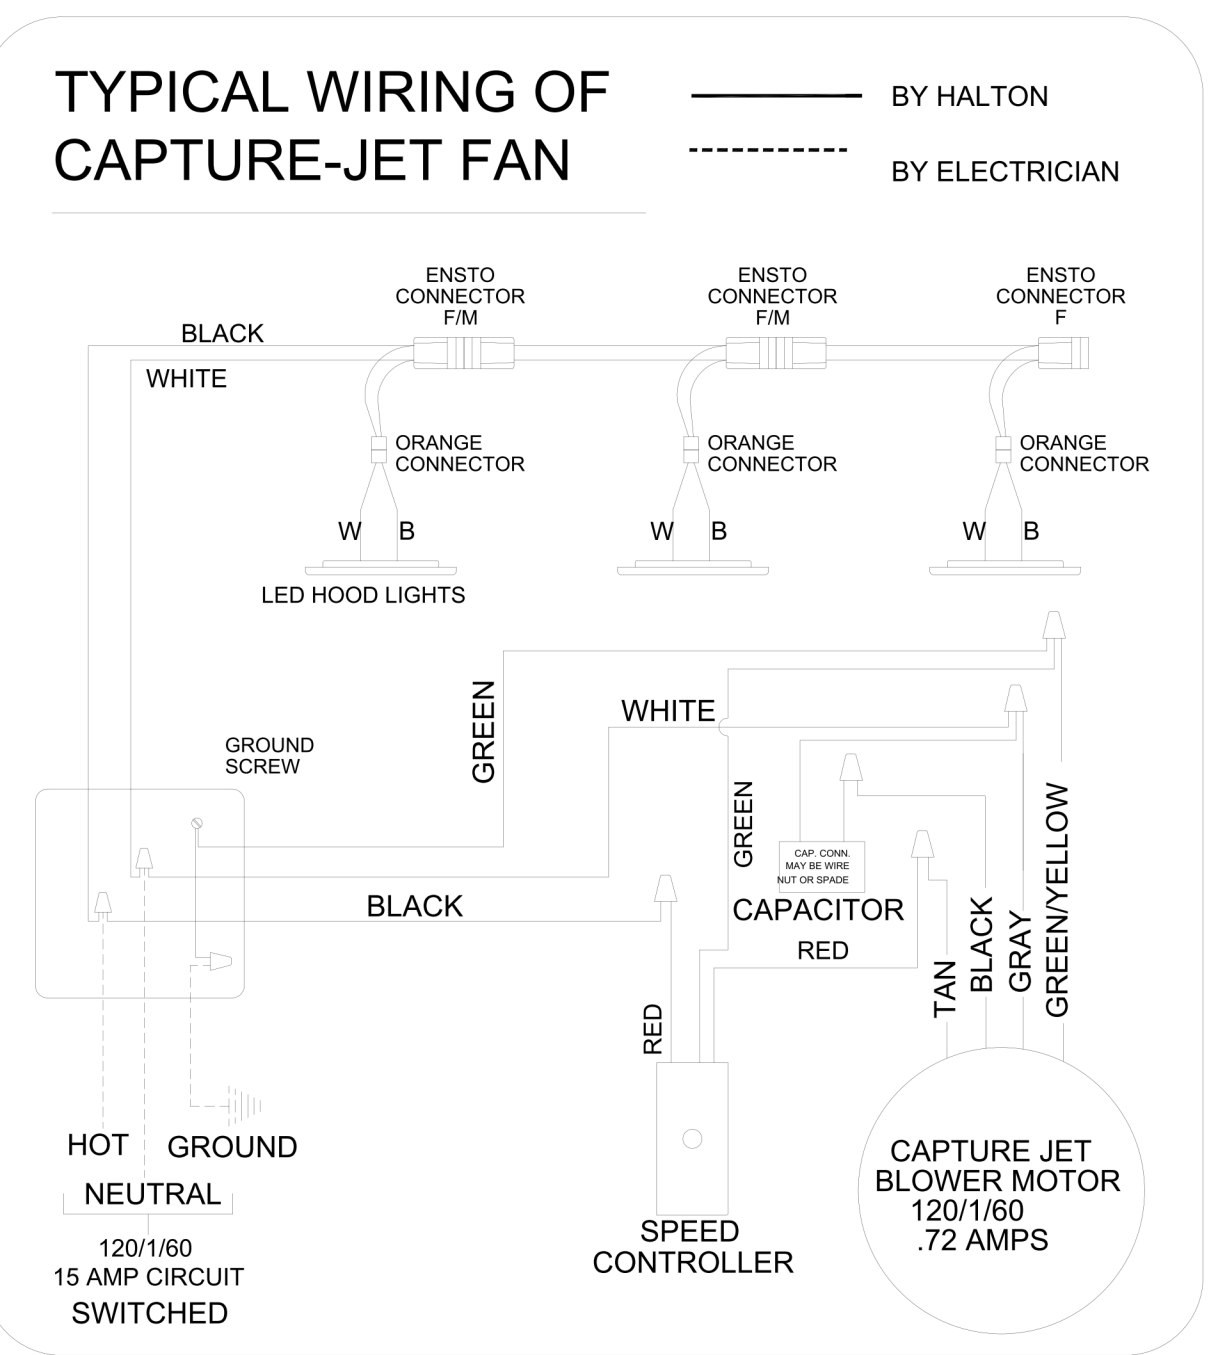 TYPICAL WIRING OF
CAPTURE-JET FAN
BY HALTON
BY ELECTRICIAN
ENSTO
CONNECTOR
F/M
ENSTO
CONNECTOR
F/M
ENSTO
CONNECTOR
F
BLACK
WHITE
ORANGE
CONNECTOR
ORANGE
CONNECTOR
ORANGE
CONNECTOR
W B
W B
W B
LED HOOD LIGHTS
GREEN
WHITE
GROUND
SCREW
GREEN
CAP. CONN.
MAY BE WIRE
NUT OR SPADE
CAPACITOR
BLACK
RED
RED
TAN
BLACK
GRAY
GREEN/YELLOW
HOT
GROUND
NEUTRAL
120/1/60
15 AMP CIRCUIT
SWITCHED
SPEED
CONTROLLER
CAPTURE JET
BLOWER MOTOR
120/1/60
.72 AMPS